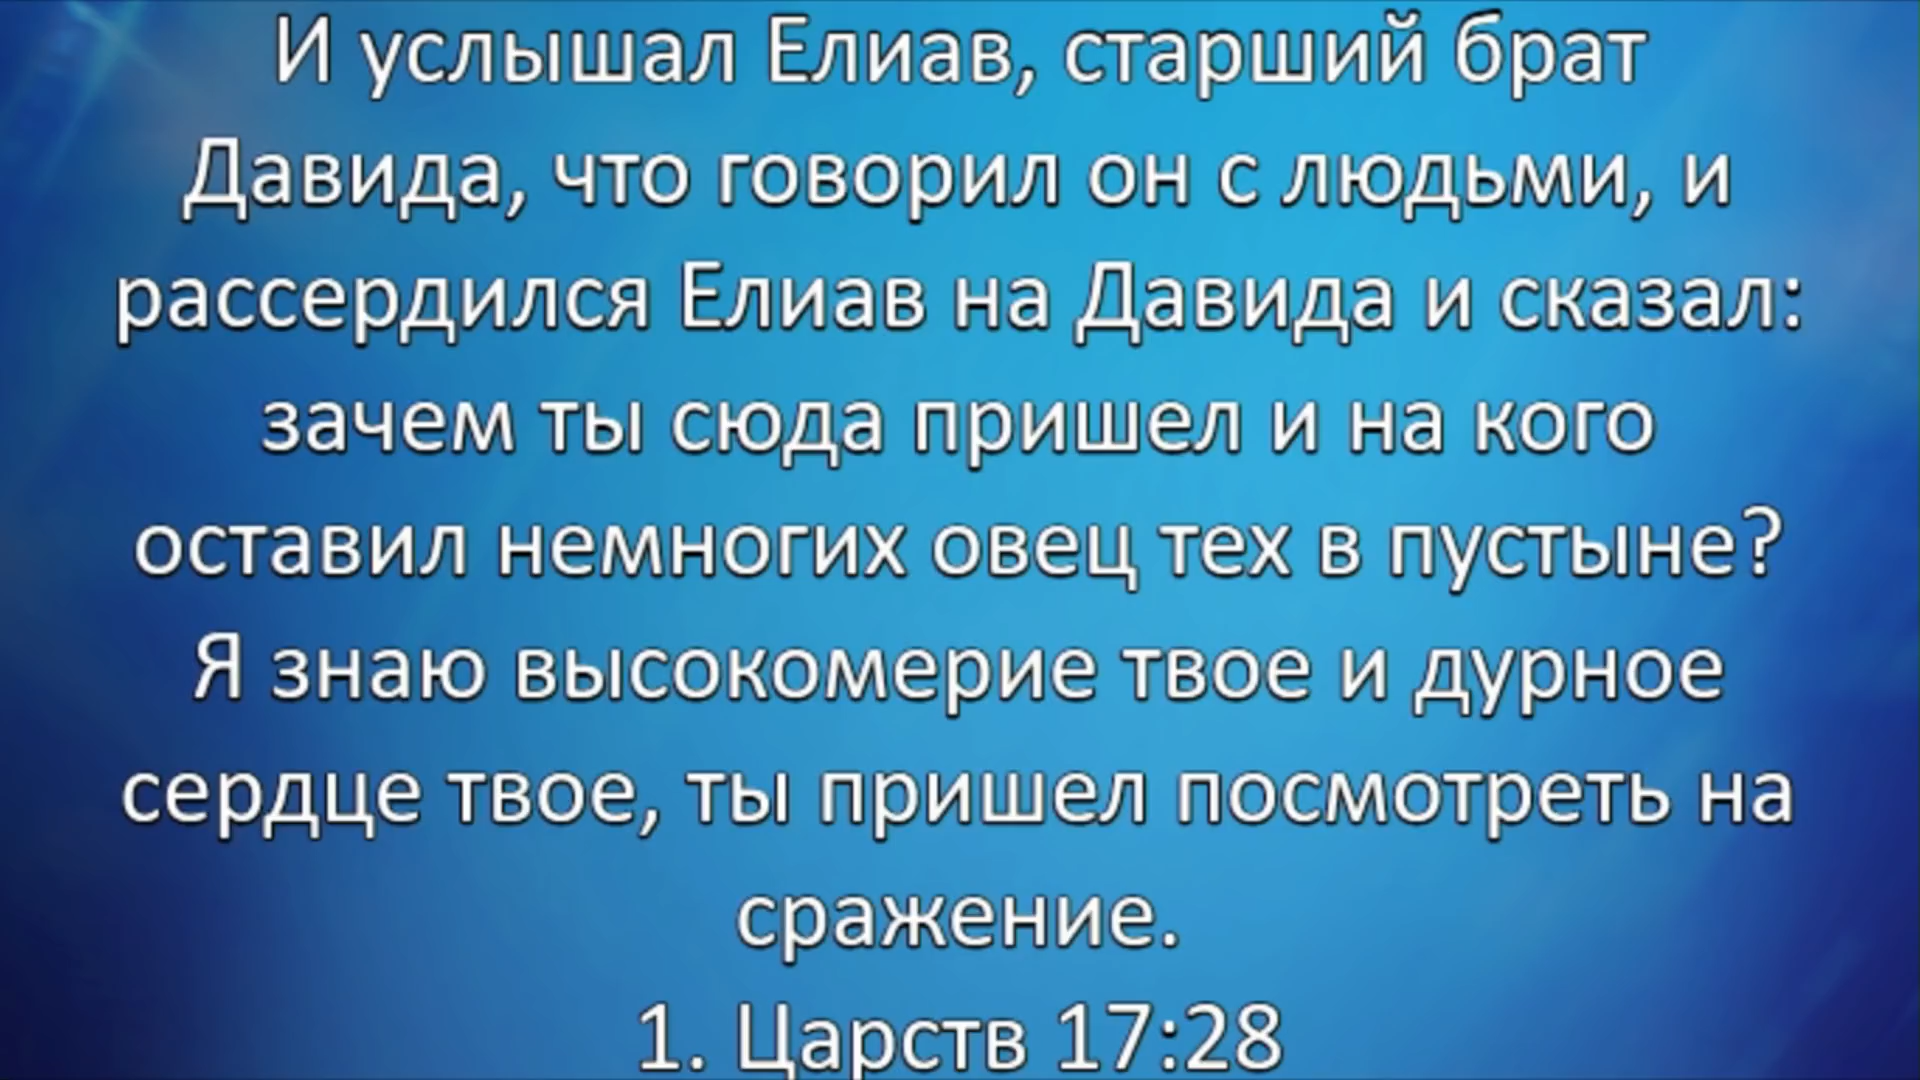 И услышал Елиав, старший брат
Давида, что говорил он с людьми, и
рассердился Елиав на Давида и сказал:
зачем ты сюда пришел и на кого
оставил немногих овец тех в пустыне?
Я знаю высокомерие твое и дурное
сердце твое, ты пришел посмотреть на
сражение.
1. Царств 17:28